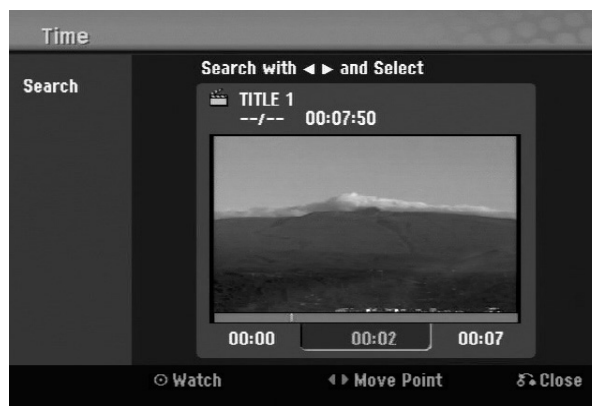 Time
Search
Search with ◄ ► and Select
TITLE 1
--/-- 00:07:50
00:00 00:02 00:07
⊙ Watch ◄► Move Point Close